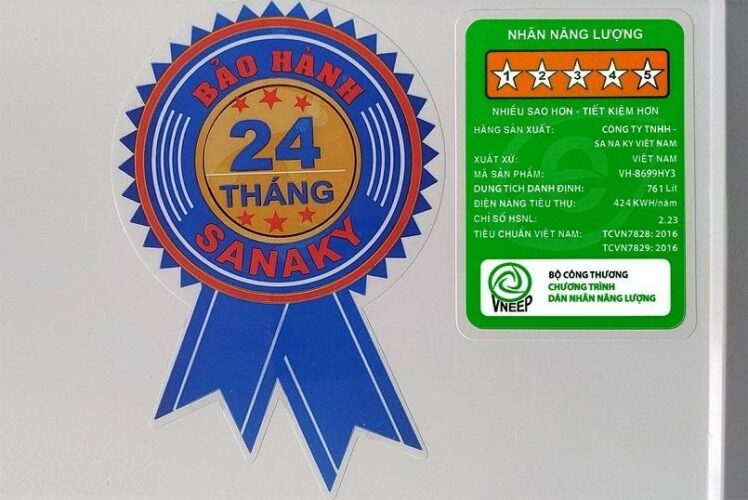 BẢO HÀNH
24
THÁNG
SANAKY
NHÃN NĂNG LƯỢNG
1 2 3 4 5
NHIỀU SAO HƠN - TIẾT KIỆM HƠN
HÃNG SẢN XUẤT: CÔNG TY TNHH -
SA NA KY VIỆT NAM
XUẤT XỨ: VIỆT NAM
MÃ SẢN PHẨM: VH-8699HY3
DUNG TÍCH DANH ĐỊNH: 761 Lít
ĐIỆN NĂNG TIÊU THỤ: 424 KWH/năm
CHỈ SỐ HSNL: 2.23
TIÊU CHUẨN VIỆT NAM: TCVN7828: 2016
TCVN7829: 2016
VNEEP
BỘ CÔNG THƯƠNG
CHƯƠNG TRÌNH
DÁN NHÃN NĂNG LƯỢNG